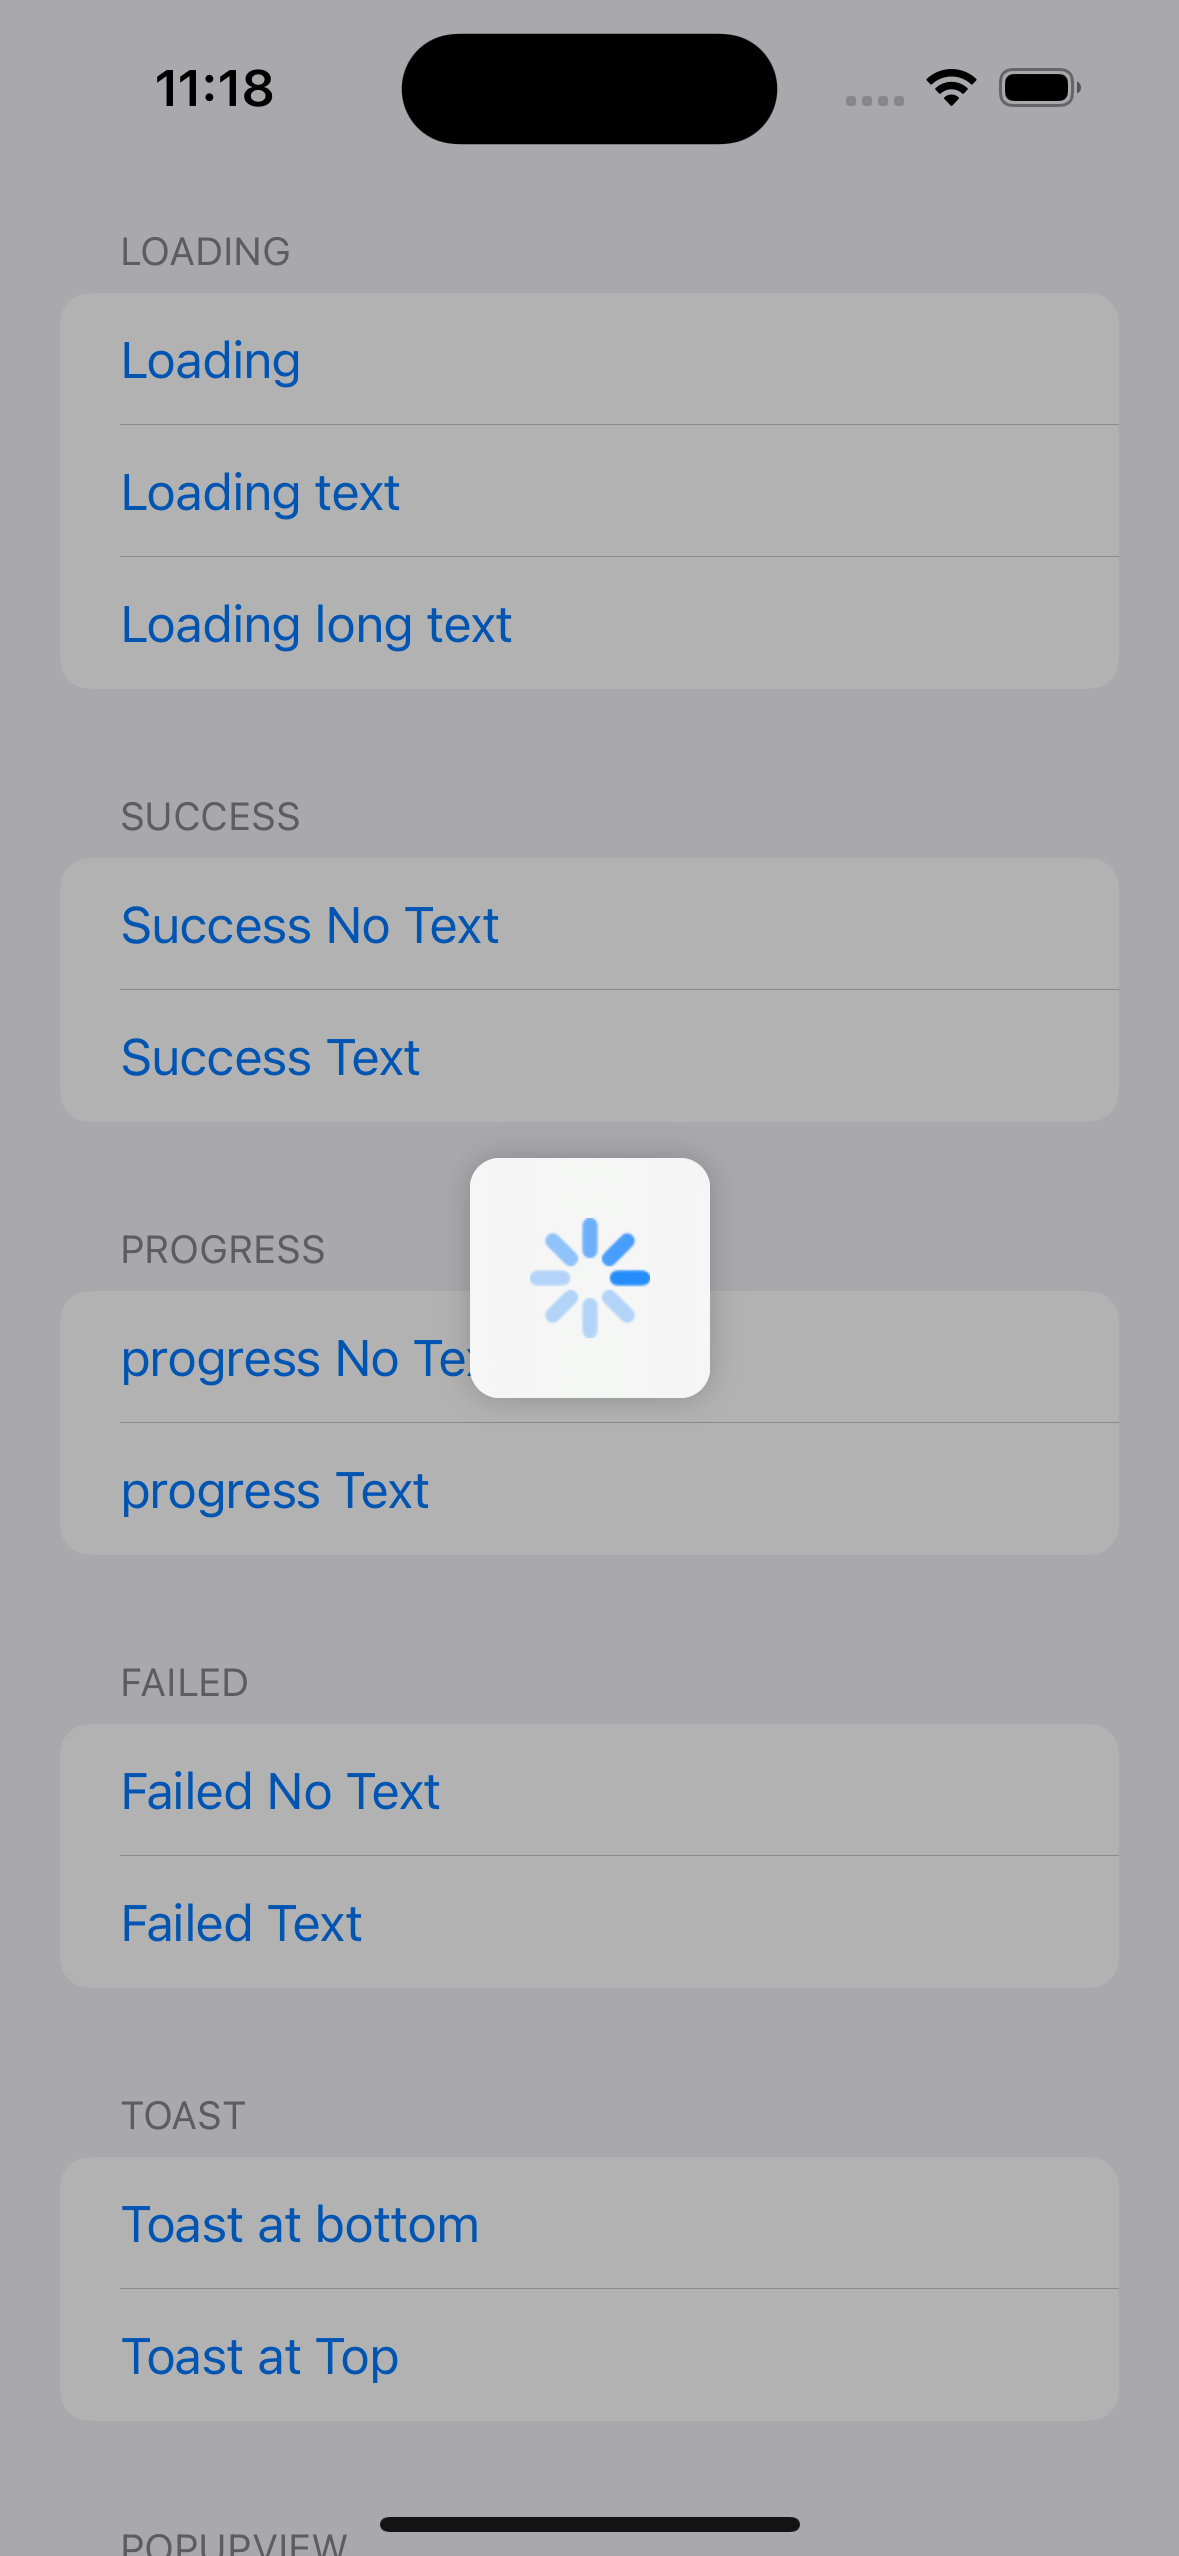 11:18
LOADING
Loading
Loading text
Loading long text
SUCCESS
Success No Text
Success Text
PROGRESS
progress No Te
progress Text
FAILED
Failed No Text
Failed Text
TOAST
Toast at bottom
Toast at Top
POPUPVIEW